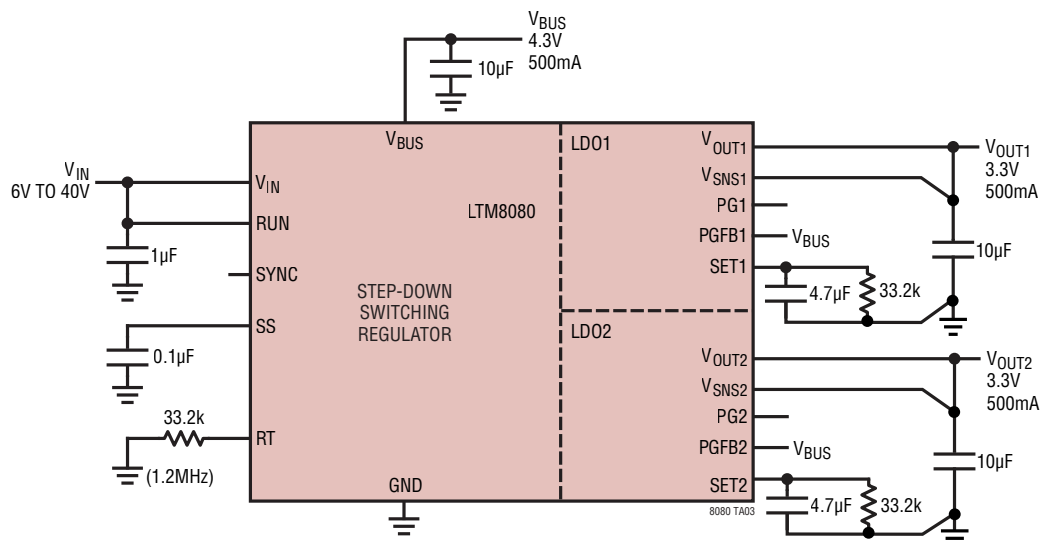 VBUS
4.3V
500mA
10µF
VBUS
LDO1
VOUT1
VOUT1
3.3V
500mA
VIN
6V TO 40V
VIN
VSNS1
LTM8080
PG1
RUN
PGFB1
VBUS
1µF
10µF
SET1
SYNC
4.7µF
33.2k
STEP-DOWN
SWITCHING
REGULATOR
SS
LDO2
0.1µF
VOUT2
VOUT2
3.3V
500mA
VSNS2
PG2
33.2k
RT
PGFB2
VBUS
10µF
(1.2MHz)
GND
SET2
4.7µF
33.2k
8080 TA03